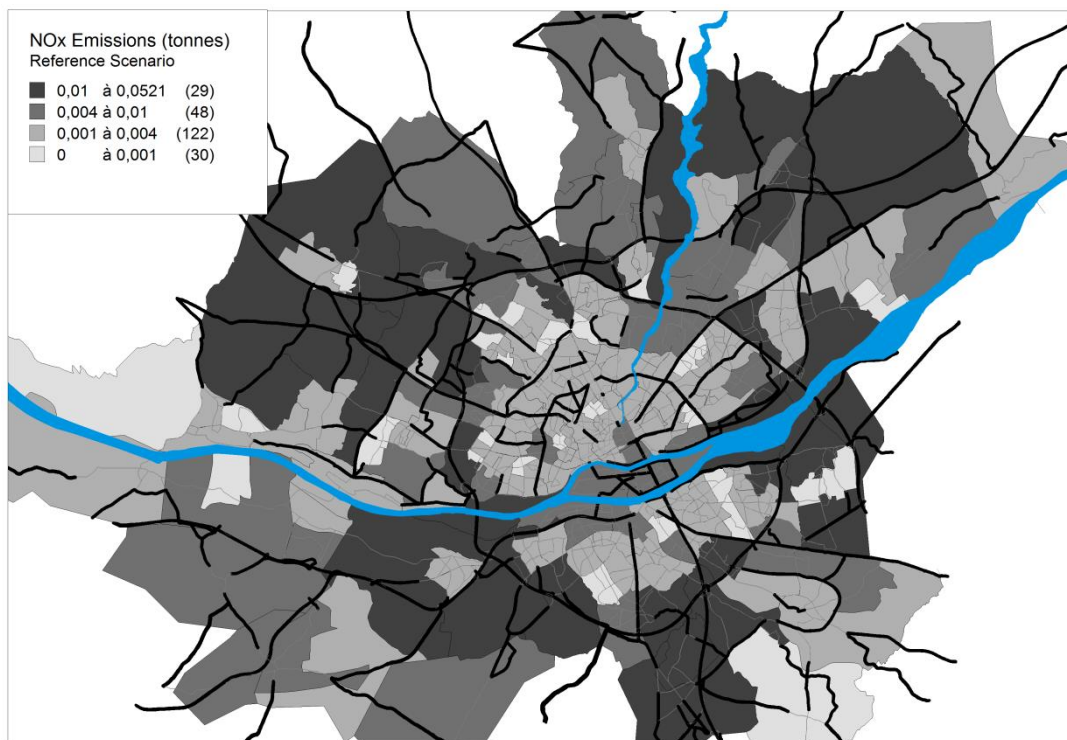 NOx Emissions (tonnes)
Reference Scenario
0,01 à 0,0521 (29)
0,004 à 0,01 (48)
0,001 à 0,004 (122)
0 à 0,001 (30)